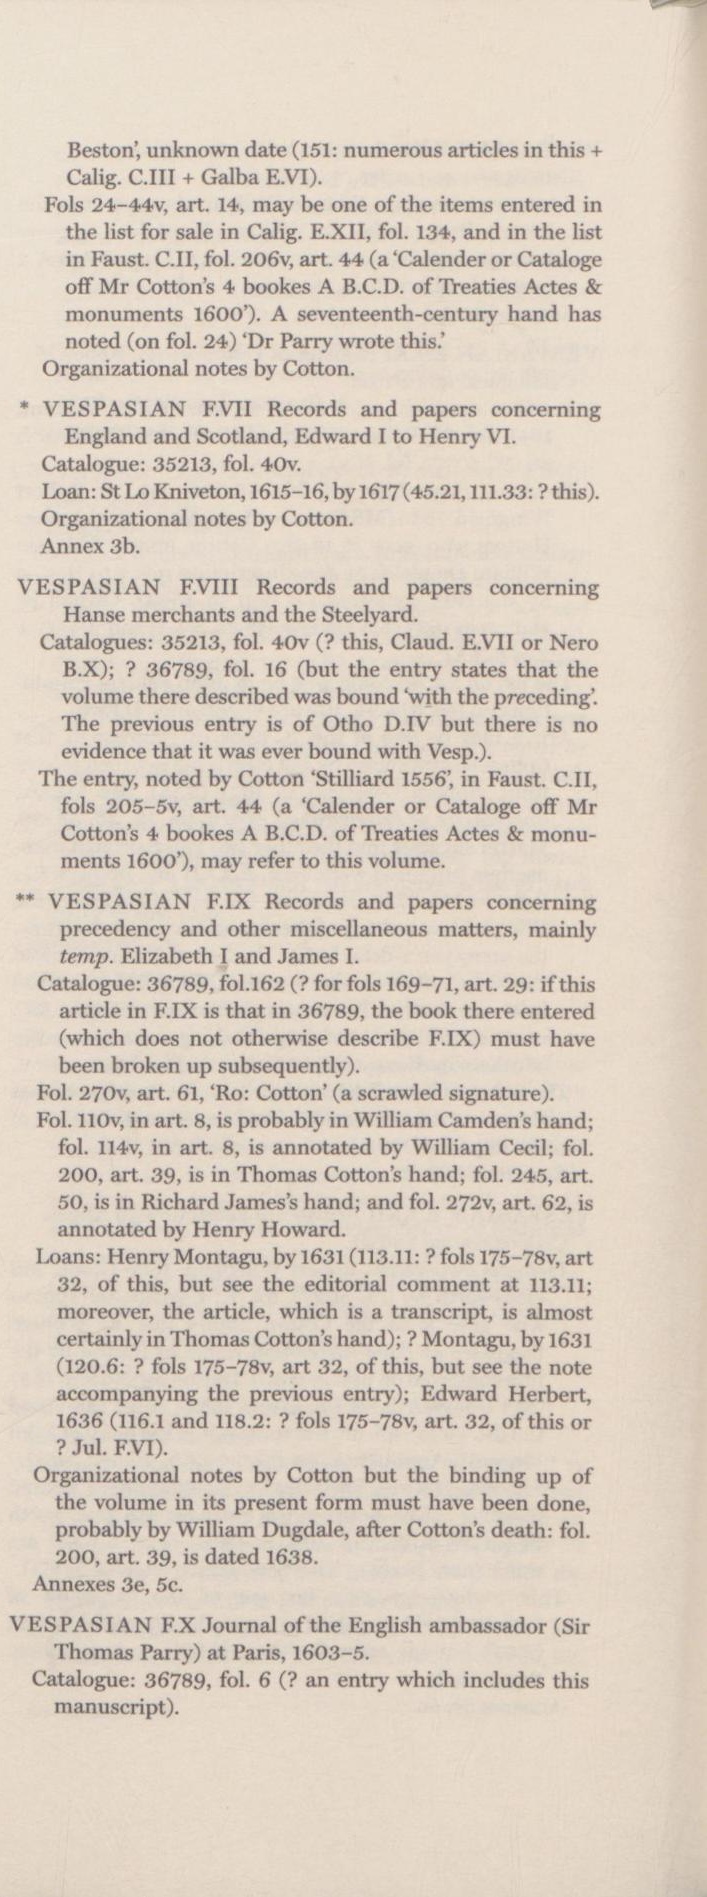 Beston’, unknown date (151: numerous articles in this +
Calig. C.III + Galba E.VI).
Fols 24–44v, art. 14, may be one of the items entered in
the list for sale in Calig. E.XII, fol. 134, and in the list
in Faust. C.II, fol. 206v, art. 44 (a ‘Calender or Cataloge
off Mr Cotton’s 4 bookes A B.C.D. of Treaties Actes &
monuments 1600’). A seventeenth-century hand has
noted (on fol. 24) ‘Dr Parry wrote this.’
Organizational notes by Cotton.
* VESPASIAN F.VII Records and papers concerning
England and Scotland, Edward I to Henry VI.
Catalogue: 35213, fol. 40v.
Loan: St Lo Kniveton, 1615–16, by 1617 (45.21, 111.33: ? this).
Organizational notes by Cotton.
Annex 3b.
VESPASIAN F.VIII Records and papers concerning
Hanse merchants and the Steelyard.
Catalogues: 35213, fol. 40v (? this, Claud. E.VII or Nero
B.X); ? 36789, fol. 16 (but the entry states that the
volume there described was bound ‘with the preceding’.
The previous entry is of Otho D.IV but there is no
evidence that it was ever bound with Vesp.).
The entry, noted by Cotton ‘Stilliard 1556’, in Faust. C.II,
fols 205–5v, art. 44 (a ‘Calender or Cataloge off Mr
Cotton’s 4 bookes A B.C.D. of Treaties Actes & monu-
ments 1600’), may refer to this volume.
** VESPASIAN F.IX Records and papers concerning
precedency and other miscellaneous matters, mainly
temp. Elizabeth I and James I.
Catalogue: 36789, fol.162 (? for fols 169–71, art. 29: if this
article in F.IX is that in 36789, the book there entered
(which does not otherwise describe F.IX) must have
been broken up subsequently).
Fol. 270v, art. 61, ‘Ro: Cotton’ (a scrawled signature).
Fol. 110v, in art. 8, is probably in William Camden’s hand;
fol. 114v, in art. 8, is annotated by William Cecil; fol.
200, art. 39, is in Thomas Cotton’s hand; fol. 245, art.
50, is in Richard James’s hand; and fol. 272v, art. 62, is
annotated by Henry Howard.
Loans: Henry Montagu, by 1631 (113.11: ? fols 175–78v, art
32, of this, but see the editorial comment at 113.11;
moreover, the article, which is a transcript, is almost
certainly in Thomas Cotton’s hand); ? Montagu, by 1631
(120.6: ? fols 175–78v, art 32, of this, but see the note
accompanying the previous entry); Edward Herbert,
1636 (116.1 and 118.2: ? fols 175–78v, art. 32, of this or
? Jul. F.VI).
Organizational notes by Cotton but the binding up of
the volume in its present form must have been done,
probably by William Dugdale, after Cotton’s death: fol.
200, art. 39, is dated 1638.
Annexes 3e, 5c.
VESPASIAN F.X Journal of the English ambassador (Sir
Thomas Parry) at Paris, 1603–5.
Catalogue: 36789, fol. 6 (? an entry which includes this
manuscript).